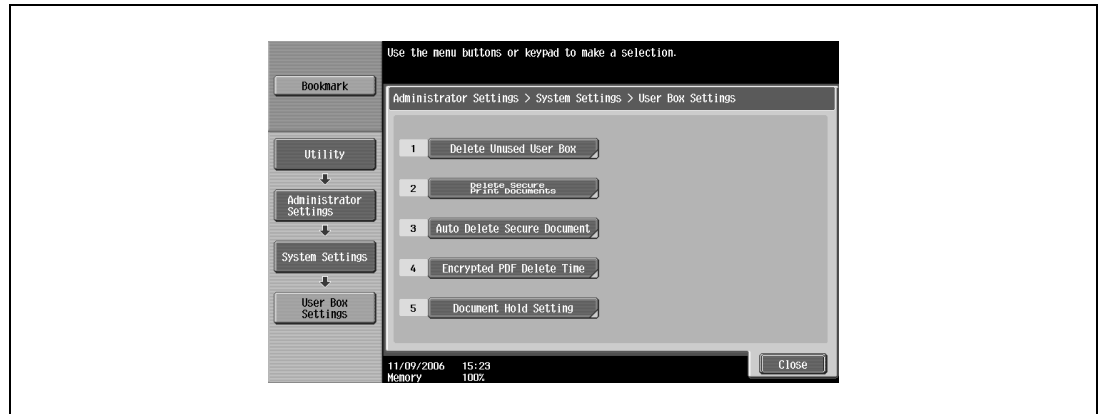 Use the menu buttons or keypad to make a selection.
Bookmark
Administrator Settings > System Settings > User Box Settings
Utility
Administrator
Settings
System Settings
User Box
Settings
1 Delete Unused User Box
2 Delete Secure
Print Documents
3 Auto Delete Secure Document
4 Encrypted PDF Delete Time
5 Document Hold Setting
11/09/2006 15:23
Memory 100%
Close